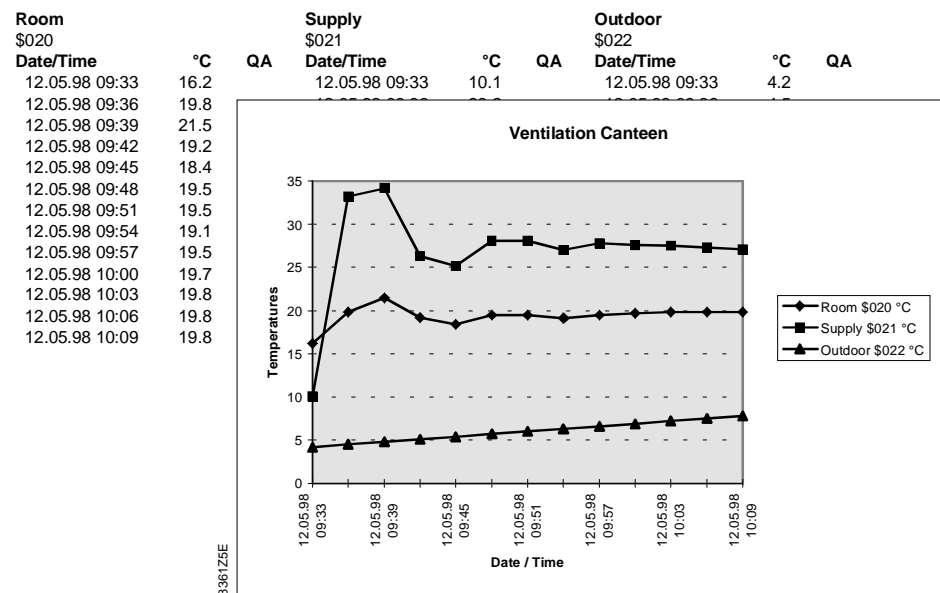 Room Supply Outdoor
$020 $021 $022
Date/Time °C QA Date/Time °C QA Date/Time °C QA
12.05.98 09:33 16.2 12.05.98 09:33 10.1 12.05.98 09:33 4.2
12.05.98 09:36 19.8
12.05.98 09:39 21.5
12.05.98 09:42 19.2
12.05.98 09:45 18.4
12.05.98 09:48 19.5
12.05.98 09:51 19.5
12.05.98 09:54 19.1
12.05.98 09:57 19.5
12.05.98 10:00 19.7
12.05.98 10:03 19.8
12.05.98 10:06 19.8
12.05.98 10:09 19.8
Ventilation Canteen
Temperatures
35
30
25
20
15
10
5
0
12.05.98 09:33
12.05.98 09:39
12.05.98 09:45
12.05.98 09:51
12.05.98 09:57
12.05.98 10:03
12.05.98 10:09
Date / Time
Room $020 °C
Supply $021 °C
Outdoor $022 °C
3361Z5E